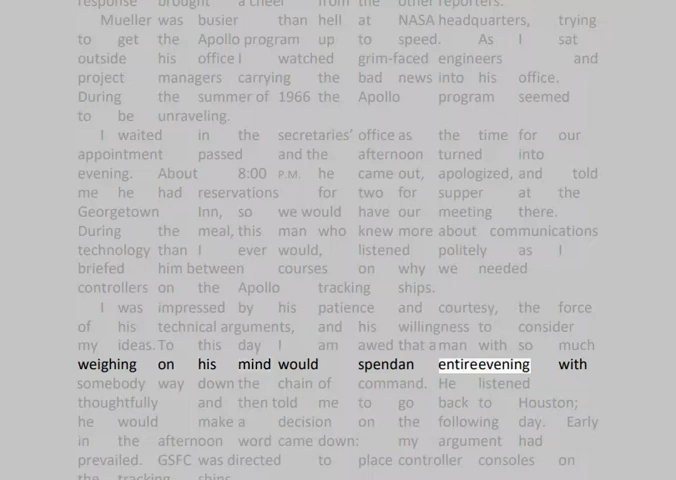 response brought a cheer from the other reporters.
Mueller was busier than hell at NASA headquarters, trying
to get the Apollo program up to speed. As I sat
outside his office I watched grim-faced engineers and
project managers carrying the bad news into his office.
During the summer of 1966 the Apollo program seemed
to be unraveling.
I waited in the secretaries' office as the time for our
appointment passed and the afternoon turned into
evening. About 8:00 P.M. he came out, apologized, and told
me he had reservations for two for supper at the
Georgetown Inn, so we would have our meeting there.
During the meal, this man who knew more about communications
technology than I ever would, listened politely as I
briefed him between courses on why we needed
controllers on the Apollo tracking ships.
I was impressed by his patience and courtesy, the force
of his technical arguments, and his willingness to consider
my ideas. To this day I am awed that a man with so much
weighing on his mind would spendan entireevening with
somebody way down the chain of command. He listened
thoughtfully and then told me to go back to Houston;
he would make a decision on the following day. Early
in the afternoon word came down: my argument had
prevailed. GSFC was directed to place controller consoles on
the tracking ships.